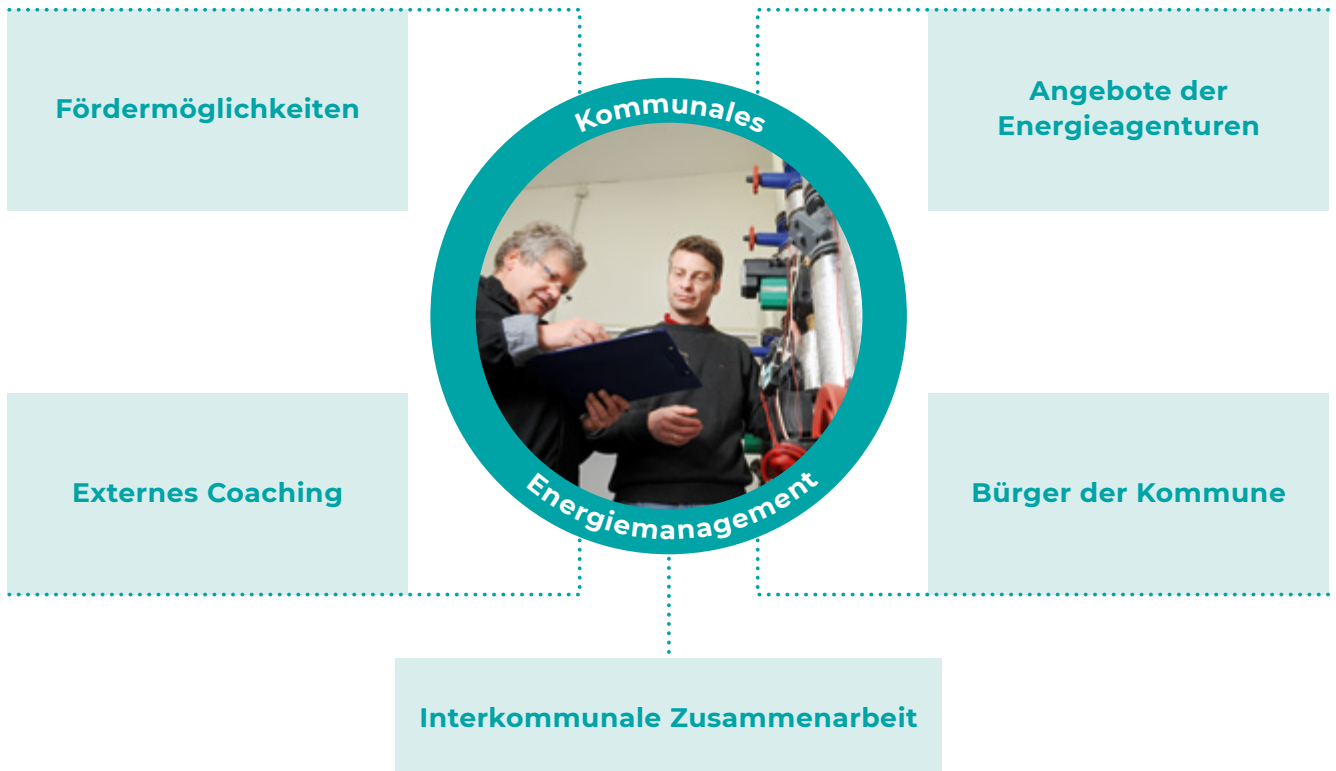 Fördermöglichkeiten
Angebote der
Energieagenturen
Kommunales
Energiemanagement
Externes Coaching
Bürger der Kommune
Interkommunale Zusammenarbeit